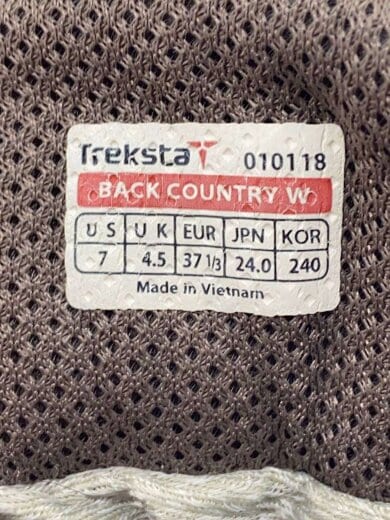 Treksta 010118
BACK COUNTRY W
US UK EUR JPN KOR
7 4.5 37 1/3 24.0 240
Made in Vietnam